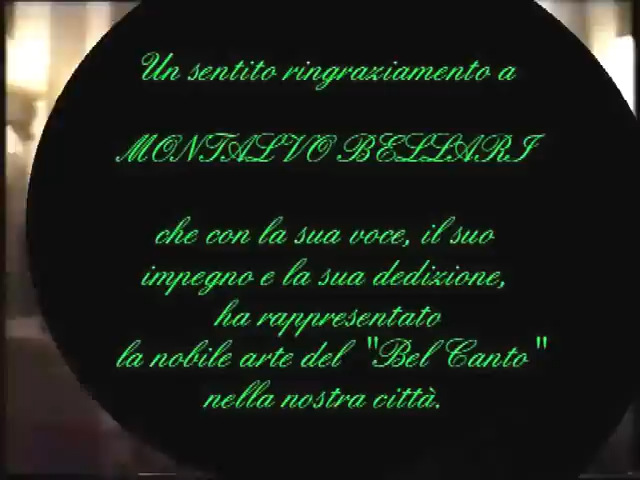 Un sentito ringraziamento a
MONTALVO BELLARI
che con la sua voce, il suo
impegno e la sua dedizione,
ha rappresentato
la nobile arte del "Bel Canto"
nella nostra città.